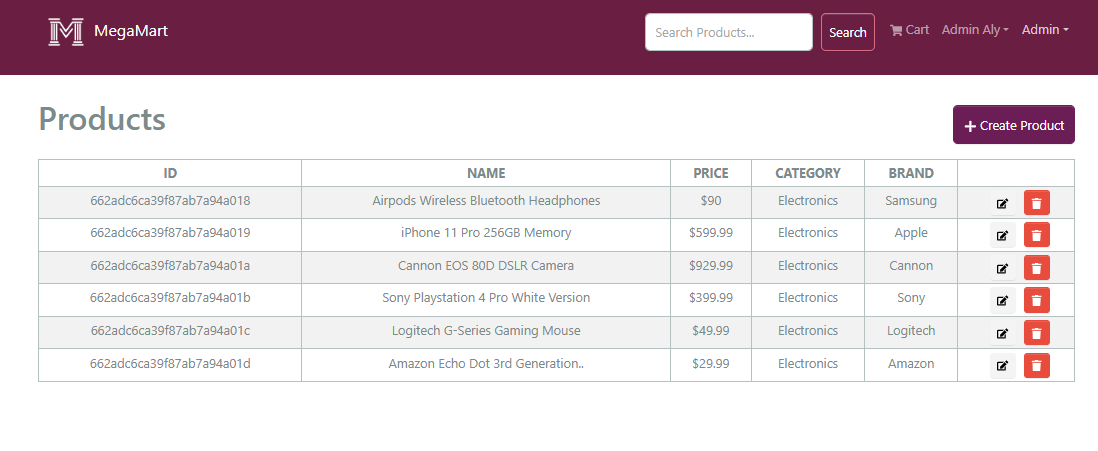 M MegaMart Search Products... Search Cart Admin Aly Admin
Products
Create Product
ID NAME PRICE CATEGORY BRAND
662adc6ca39f87ab7a94a018 Airpods Wireless Bluetooth Headphones $90 Electronics Samsung
662adc6ca39f87ab7a94a019 iPhone 11 Pro 256GB Memory $599.99 Electronics Apple
662adc6ca39f87ab7a94a01a Cannon EOS 80D DSLR Camera $929.99 Electronics Cannon
662adc6ca39f87ab7a94a01b Sony Playstation 4 Pro White Version $399.99 Electronics Sony
662adc6ca39f87ab7a94a01c Logitech G-Series Gaming Mouse $49.99 Electronics Logitech
662adc6ca39f87ab7a94a01d Amazon Echo Dot 3rd Generation.. $29.99 Electronics Amazon